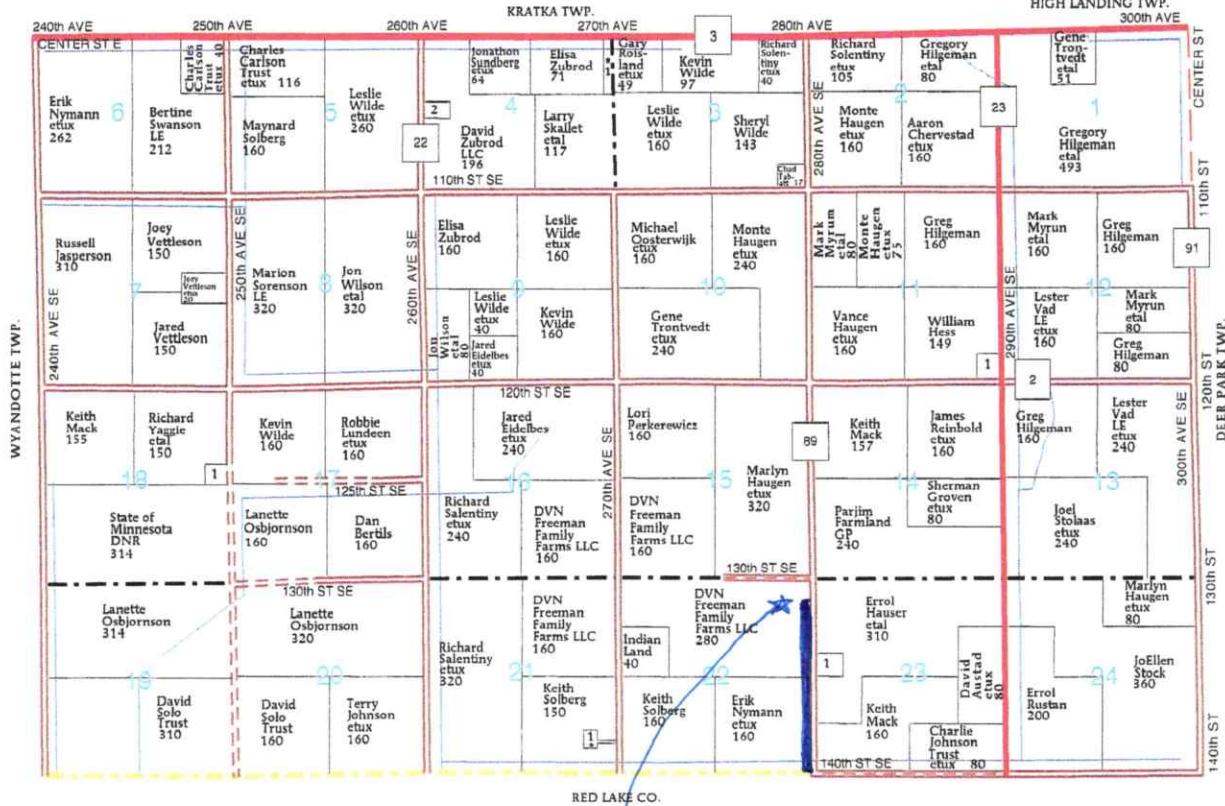 KRATKA TWP.
HIGH LANDING TWP.
240th AVE
250th AVE
260th AVE
270th AVE
280th AVE
300th AVE
CENTER ST E
3
CENTER ST
Erik
Nymann
etux
262
6
Bertine
Swanson
LE
212
Charles
Carlson
Trust
etux 40
Charles
Carlson
Trust
etux 116
Maynard
Solberg
160
5
Leslie
Wilde
etux
260
22
2
Jonathon
Sundberg
etux
64
Elisa
Zubrod
71
1
4
David
Zubrod
LLC
196
Larry
Skallet
etal
117
110th ST SE
Gary
Rois-
land
etux
49
Kevin
Wilde
97
Richard
Solen-
tiny
etux
40
Leslie
Wilde
etux
160
3
Sheryl
Wilde
143
Chad
Tab-
ott 17
280th AVE SE
Richard
Solentiny
etux
105
Gregory
Hilgeman
etal
80
2
Monte
Haugen
etux
160
Aaron
Chervestad
etux
160
23
Gene
Tron-
tvedt
etal
51
1
Gregory
Hilgeman
etal
493
110th ST
Russell
Jasperson
310
Joey
Vettleson
150
Joey
Vettleson
etux
20
7
Jared
Vettleson
150
240th AVE SE
250th AVE SE
Marion
Sorenson
LE
320
8
Jon
Wilson
etal
320
260th AVE SE
Elisa
Zubrod
160
Leslie
Wilde
etux
160
9
Jon
Wilson
etal
80
Leslie
Wilde
etux
40
Jared
Eidelbes
etux
40
Kevin
Wilde
160
Michael
Oosterwijk
etux
160
Monte
Haugen
etux
240
10
Gene
Trontvedt
etux
240
Mark
Myrum
etal
80
Monte
Haugen
etux
75
Greg
Hilgeman
160
11
Vance
Haugen
etux
160
William
Hess
149
1
290th AVE SE
Mark
Myrun
etal
160
Greg
Hilgeman
160
91
12
Lester
Vad
LE
etux
160
Mark
Myrun
etal
80
Greg
Hilgeman
80
2
WYANDOTTE TWP.
DEER PARK TWP.
120th ST SE
120th ST
Keith
Mack
155
Richard
Yaggie
etal
150
1
18
State of
Minnesota
DNR
314
Kevin
Wilde
160
Robbie
Lundeen
etux
160
17
125th ST SE
Lanette
Osbjornson
160
Dan
Bertils
160
130th ST SE
Jared
Eidelbes
etux
240
16
Richard
Salentiny
etux
240
DVN
Freeman
Family
Farms LLC
160
270th AVE SE
Lori
Perkerewicz
160
15
Marlyn
Haugen
etux
320
DVN
Freeman
Family
Farms LLC
160
130th ST SE
89
Keith
Mack
157
James
Reinbold
etux
160
14
Sherman
Groven
etux
80
Parjim
Farmland
GP
240
Greg
Hilgeman
160
Lester
Vad
LE
etux
240
13
Joel
Stolaas
etux
240
300th AVE SE
130th ST
Lanette
Osbjornson
314
19
David
Solo
Trust
310
Lanette
Osbjornson
320
20
David
Solo
Trust
160
Terry
Johnson
etux
160
Richard
Salentiny
etux
320
DVN
Freeman
Family
Farms LLC
160
21
Keith
Solberg
150
1
DVN
Freeman
Family
Farms LLC
280
Indian
Land
40
22
Keith
Solberg
160
Erik
Nymann
etux
160
Errol
Hauser
etal
310
1
23
David
Austad
etux
80
Keith
Mack
160
Charlie
Johnson
Trust
etux 80
140th ST SE
Marlyn
Haugen
etux
80
24
JoEllen
Stock
360
Errol
Rustan
200
140th ST
RED LAKE CO.